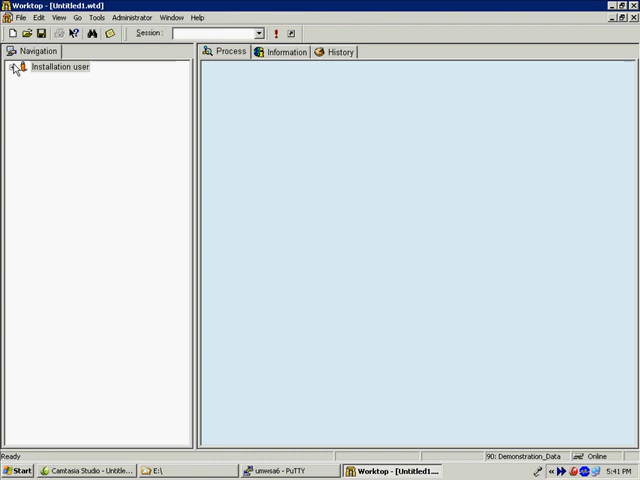 Worktop - [Untitled1.wtd]
File Edit View Go Tools Administrator Window Help
Session:
Navigation
Process Information History
Installation user
Ready 90: Demonstration_Data Online
Start Camtasia Studio - Untitle... E:\ umwsa6 - PuTTY Worktop - [Untitled1.... 5:41 PM